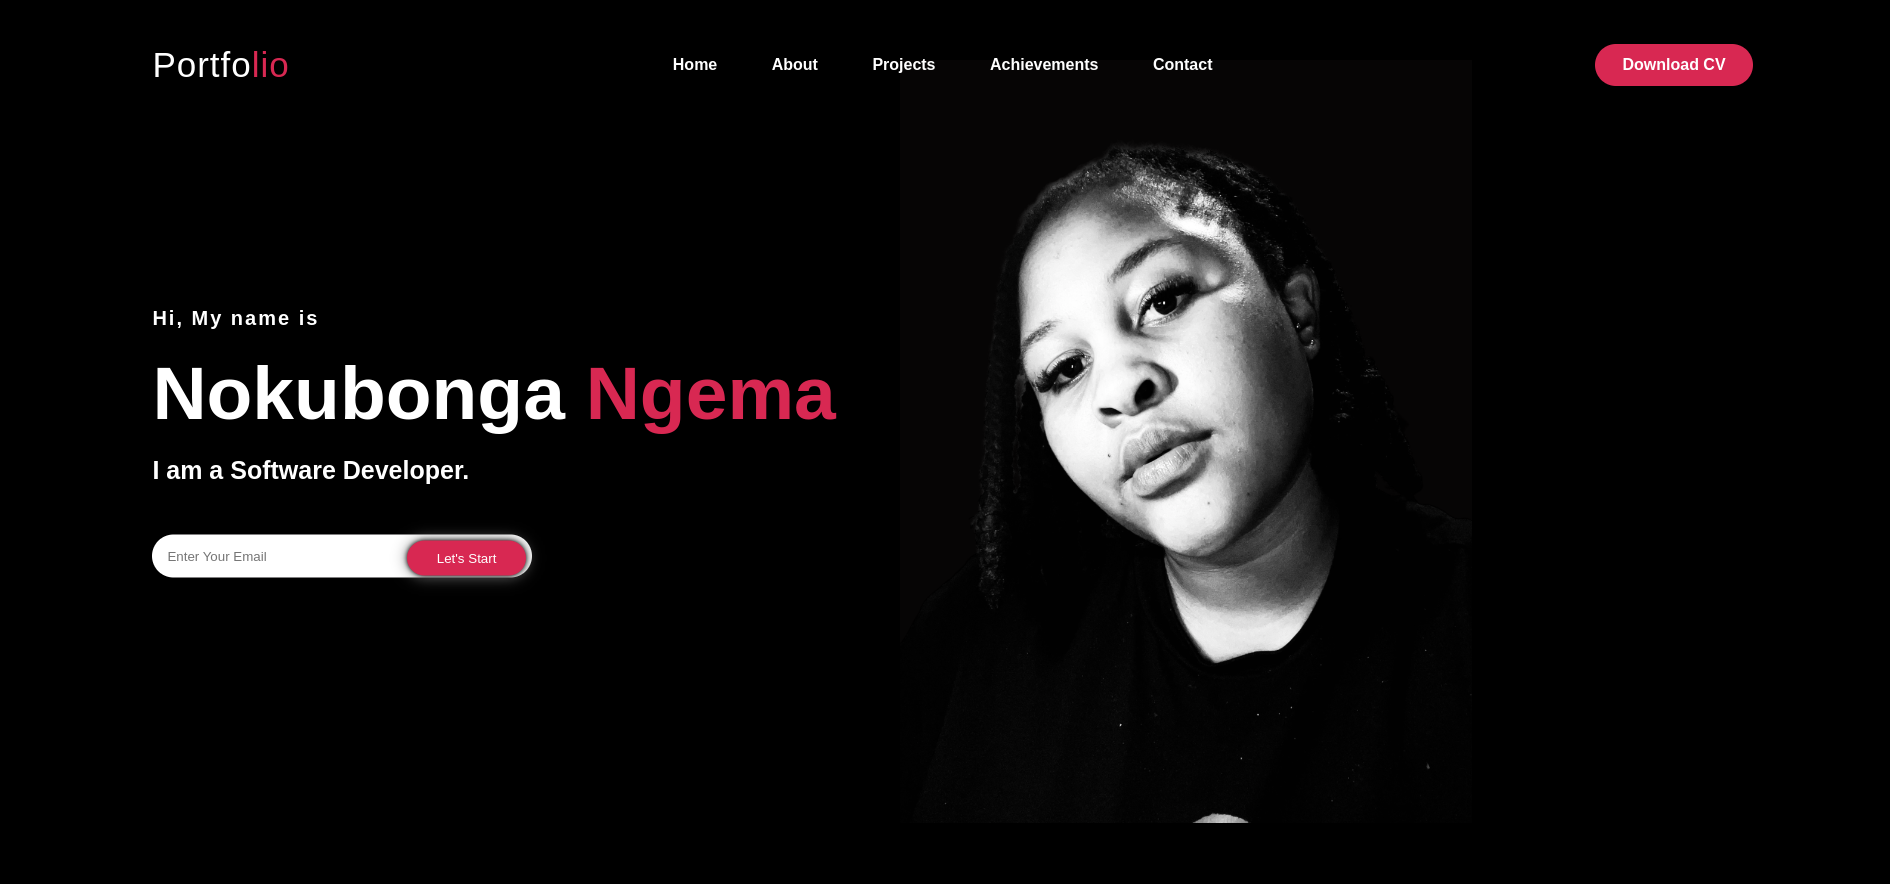 Portfolio
Home About Projects Achievements Contact
Download CV
Hi, My name is
Nokubonga Ngema
I am a Software Developer.
Enter Your Email
Let's Start